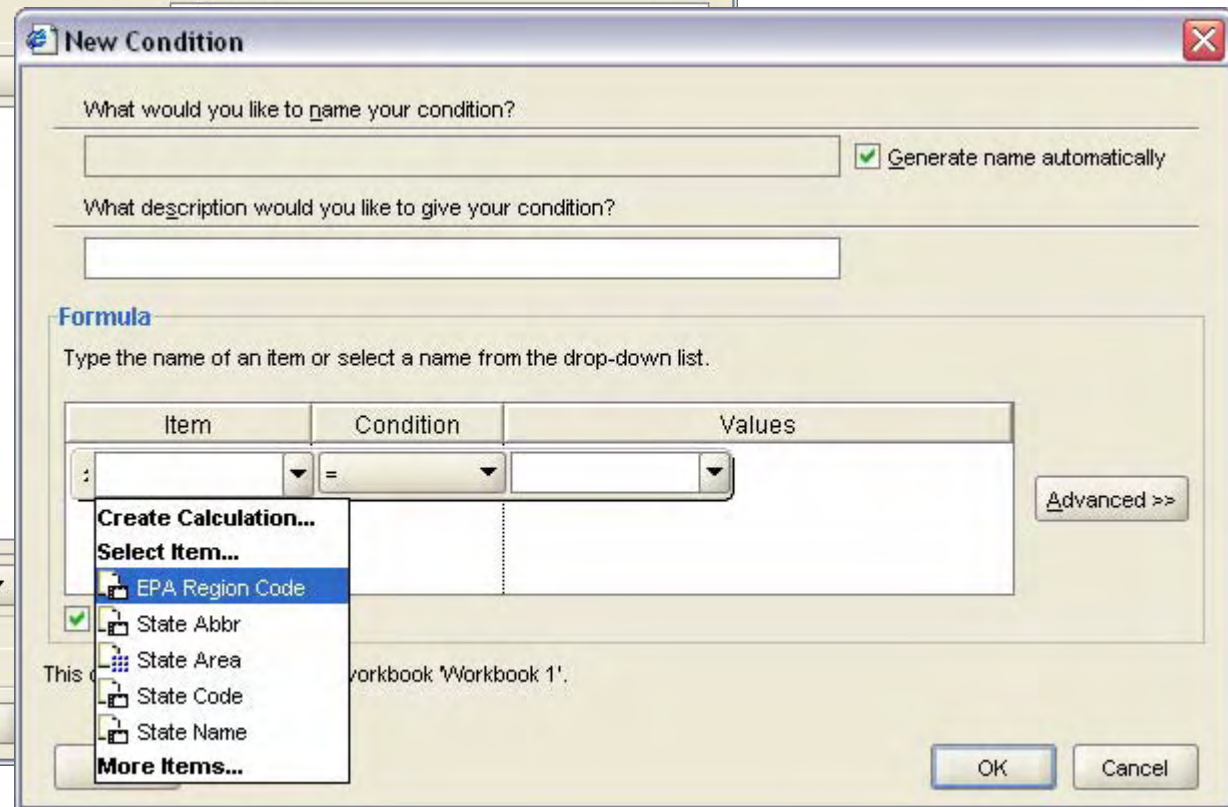 New Condition
What would you like to name your condition?
Generate name automatically
What description would you like to give your condition?
Formula
Type the name of an item or select a name from the drop-down list.
Item Condition Values
: =
Advanced >>
Create Calculation...
Select Item...
EPA Region Code
State Abbr
State Area
State Code
State Name
More Items...
This workbook 'Workbook 1'.
OK Cancel